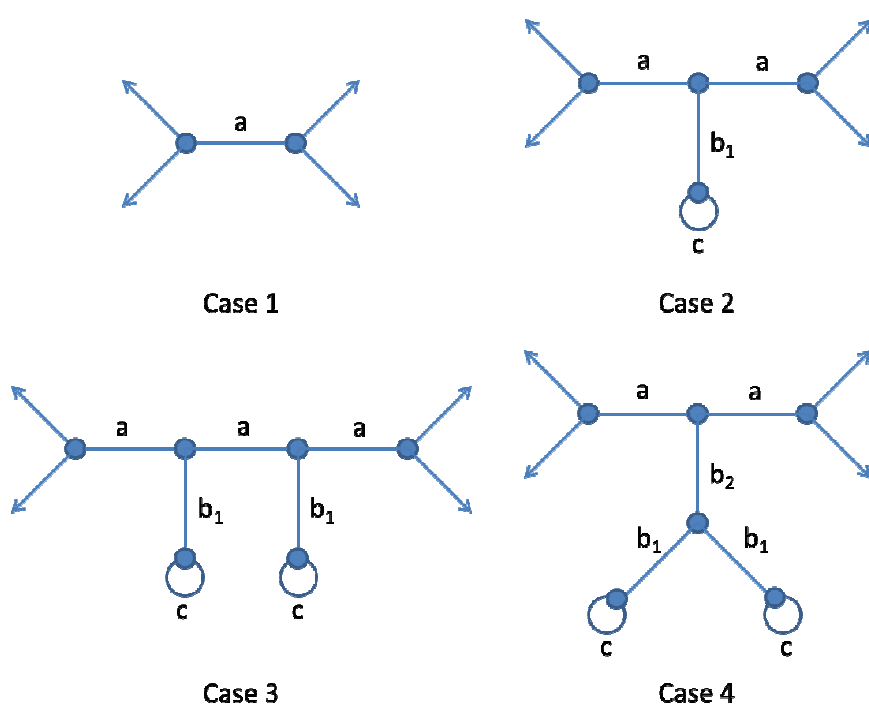 a
Case 1
a a
b₁
c
Case 2
a a a
b₁ b₁
c c
Case 3
a a
b₂
b₁ b₁
c c
Case 4